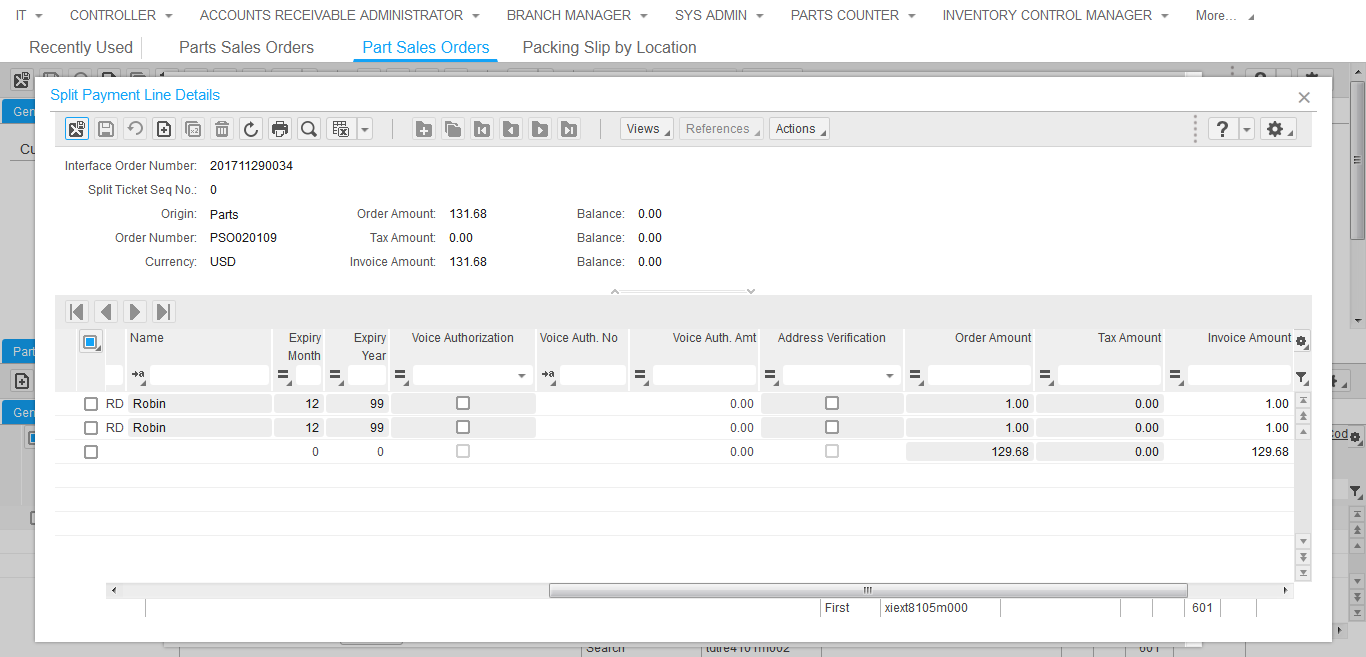 IT CONTROLLER ACCOUNTS RECEIVABLE ADMINISTRATOR BRANCH MANAGER SYS ADMIN PARTS COUNTER INVENTORY CONTROL MANAGER More...
Recently Used Parts Sales Orders Part Sales Orders Packing Slip by Location
Split Payment Line Details
Gen
Views References Actions ?
Cu
Interface Order Number: 201711290034
Split Ticket Seq No.: 0
Origin: Parts Order Amount: 131.68 Balance: 0.00
Order Number: PSO020109 Tax Amount: 0.00 Balance: 0.00
Currency: USD Invoice Amount: 131.68 Balance: 0.00
Name Expiry Month Expiry Year Voice Authorization Voice Auth. No Voice Auth. Amt Address Verification Order Amount Tax Amount Invoice Amount
Part
RD Robin 12 99 0.00 1.00 0.00 1.00
Gen
RD Robin 12 99 0.00 1.00 0.00 1.00
Cod
0 0 0.00 129.68 0.00 129.68
First xiext8105m000 601
Search tdife4101m002 601